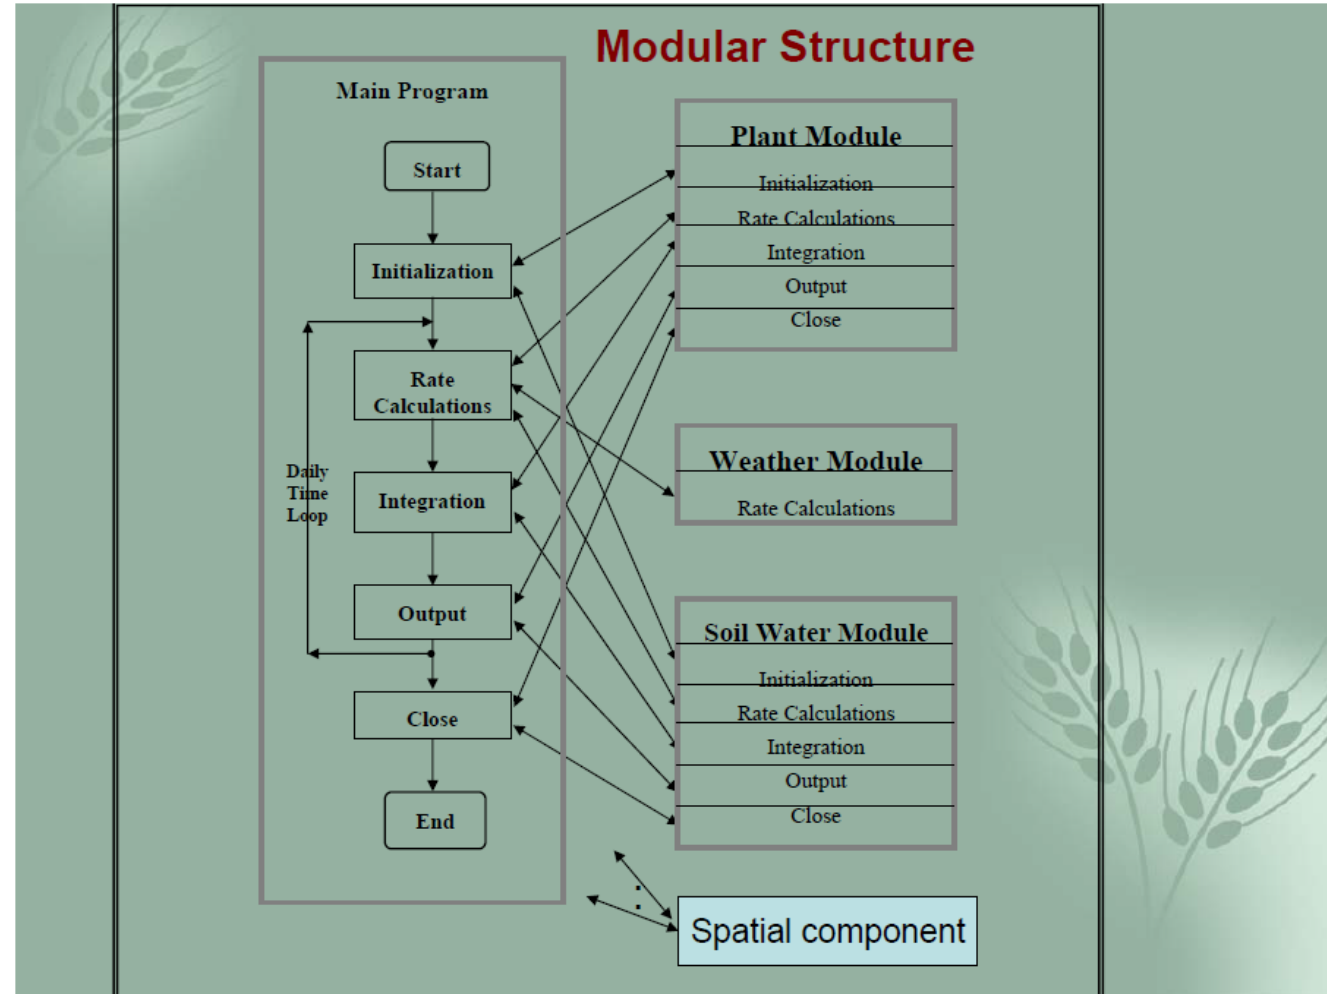 Modular Structure
Main Program
Start
Initialization
Rate
Calculations
Daily
Time
Loop
Integration
Output
Close
End
Plant Module
Initialization
Rate Calculations
Integration
Output
Close
Weather Module
Rate Calculations
Soil Water Module
Initialization
Rate Calculations
Integration
Output
Close
Spatial component